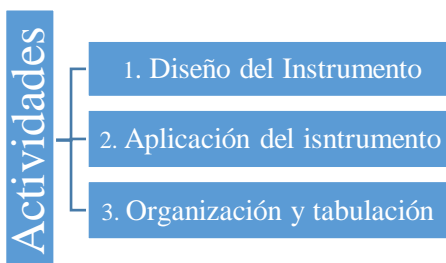 Actividades
1. Diseño del Instrumento
2. Aplicación del isntrumento
3. Organización y tabulación